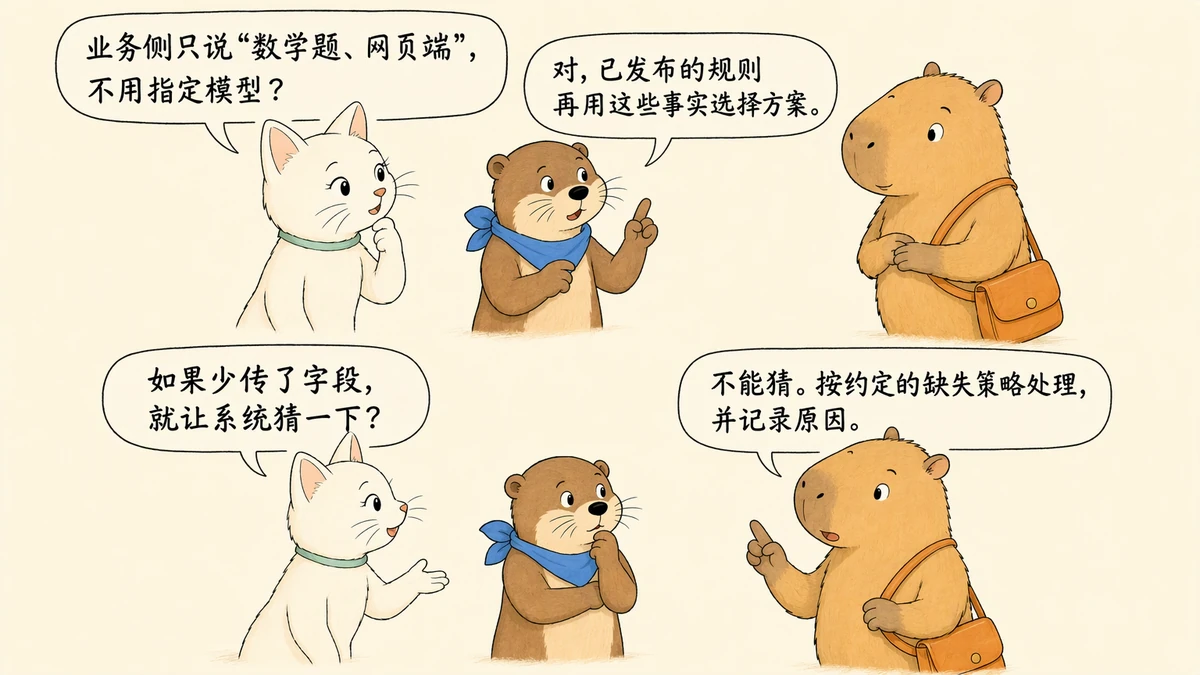 业务侧只说“数学题、网页端”，
不用指定模型？
对，已发布的规则
再用这些事实选择方案。
如果少传了字段，
就让系统猜一下？
不能猜。按约定的缺失策略处理，
并记录原因。